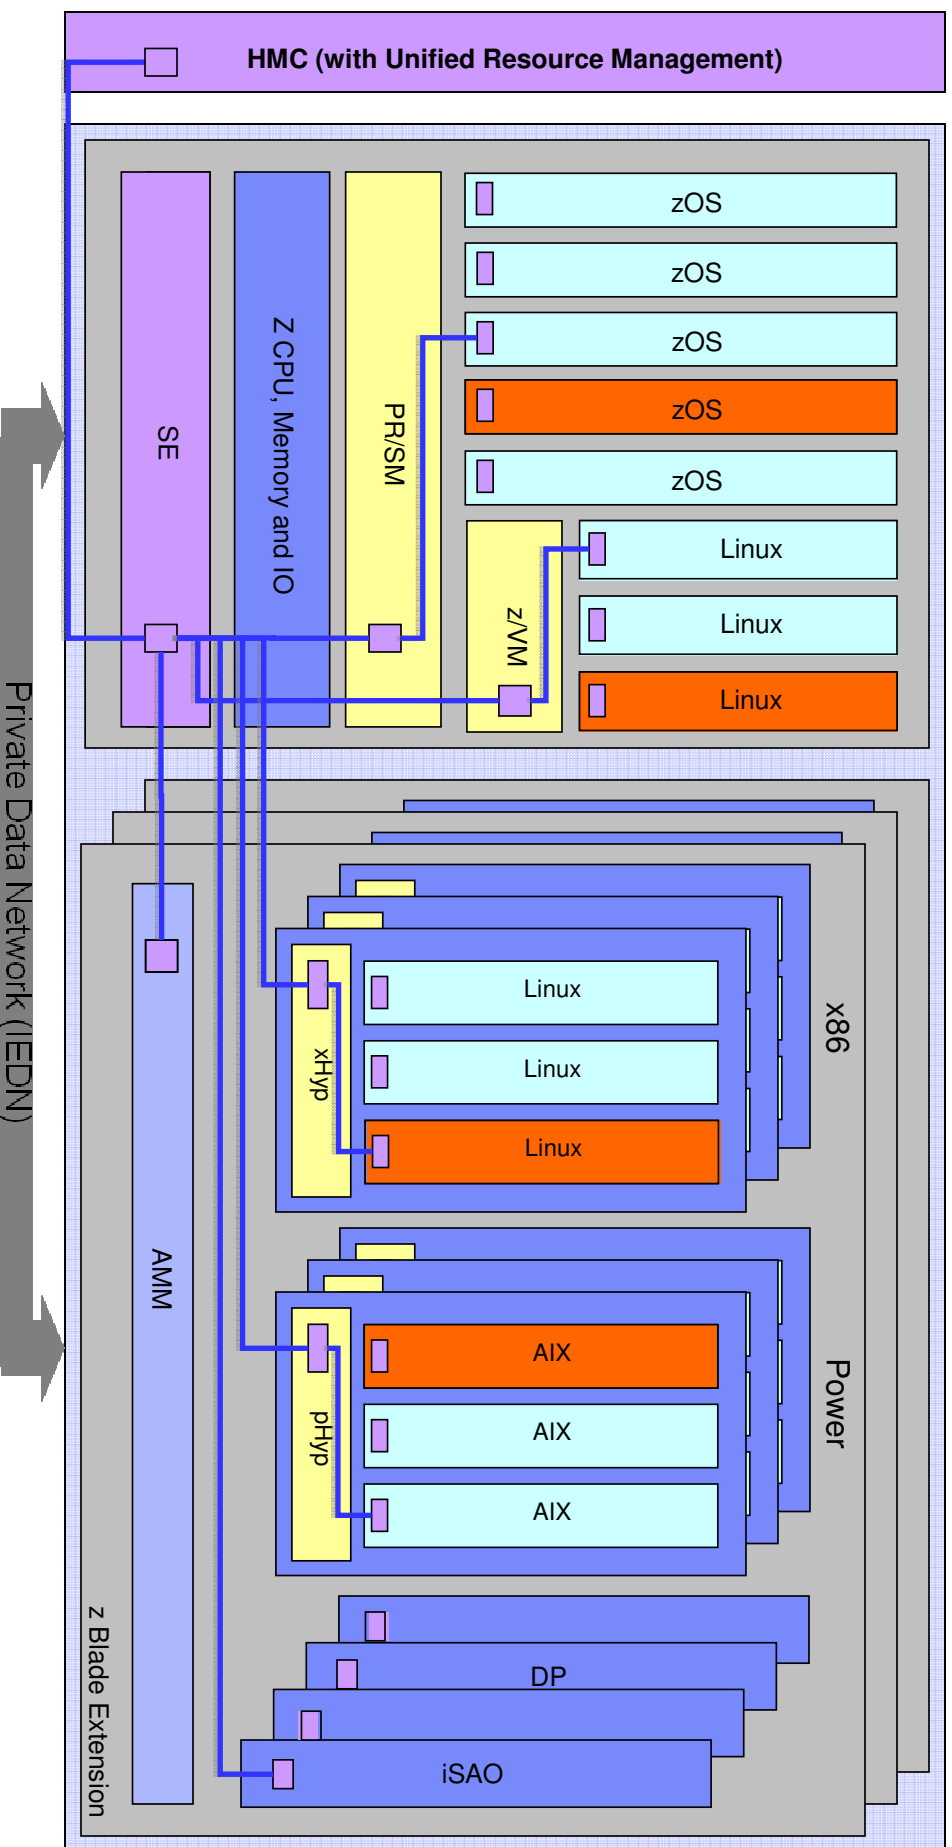 HMC (with Unified Resource Management)
SE
Z CPU, Memory and IO
PR/SM
zOS
zOS
zOS
zOS
zOS
z/VM
Linux
Linux
Linux
Private Data Network (IEDN)
AMM
x86
xHyp
Linux
Linux
Linux
Power
pHyp
AIX
AIX
AIX
DP
iSAO
z Blade Extension